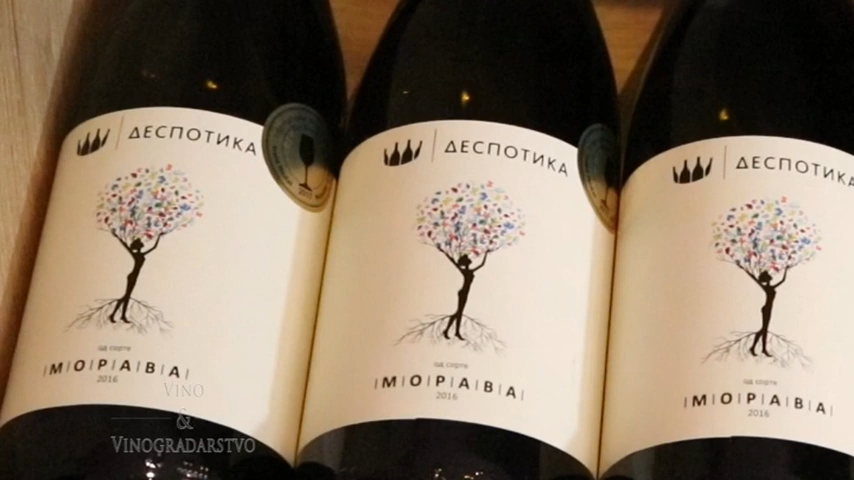 ДЕСПОТИКА
од сорте
МОРАВА
2016
ДЕСПОТИКА
од сорте
МОРАВА
2016
ДЕСПОТИКА
од сорте
МОРАВА
2016
VINO
&
VINOGRADARSTVO